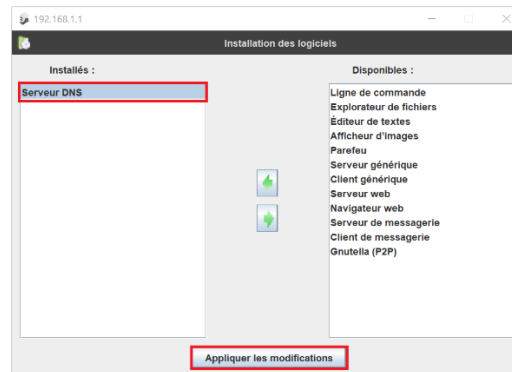 192.168.1.1
Installation des logiciels
Installés :
Serveur DNS
Disponibles :
Ligne de commande
Explorateur de fichiers
Éditeur de textes
Afficheur d'images
Parefeu
Serveur générique
Client générique
Serveur web
Navigateur web
Serveur de messagerie
Client de messagerie
Gnutella (P2P)
Appliquer les modifications